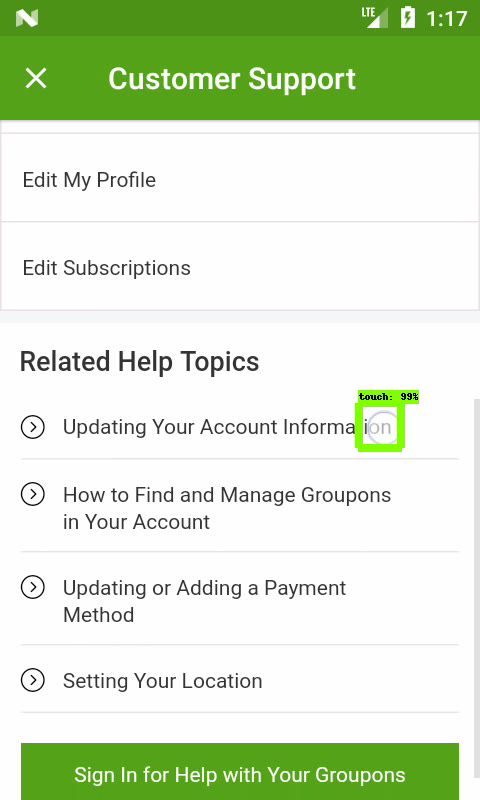 LTE 1:17
Customer Support
Edit My Profile
Edit Subscriptions
Related Help Topics
touch: 99%
Updating Your Account Information
How to Find and Manage Groupons
in Your Account
Updating or Adding a Payment
Method
Setting Your Location
Sign In for Help with Your Groupons